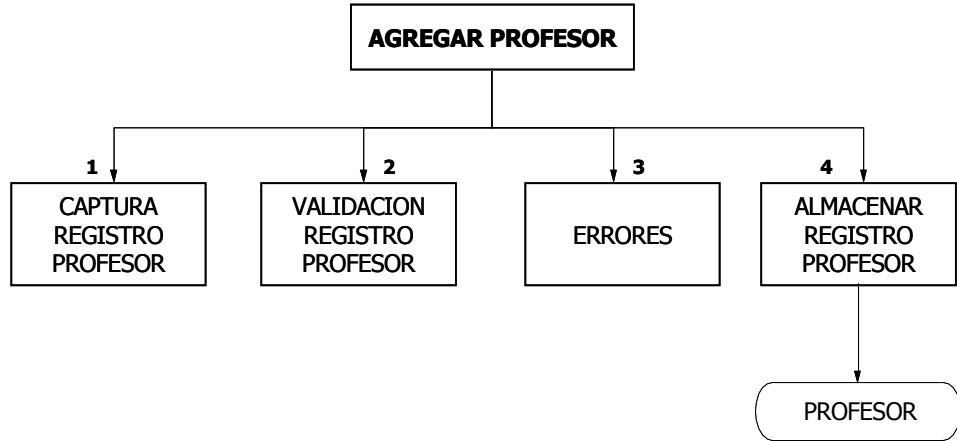 AGREGAR PROFESOR
1
2
3
4
CAPTURA
REGISTRO
PROFESOR
VALIDACION
REGISTRO
PROFESOR
ERRORES
ALMACENAR
REGISTRO
PROFESOR
PROFESOR